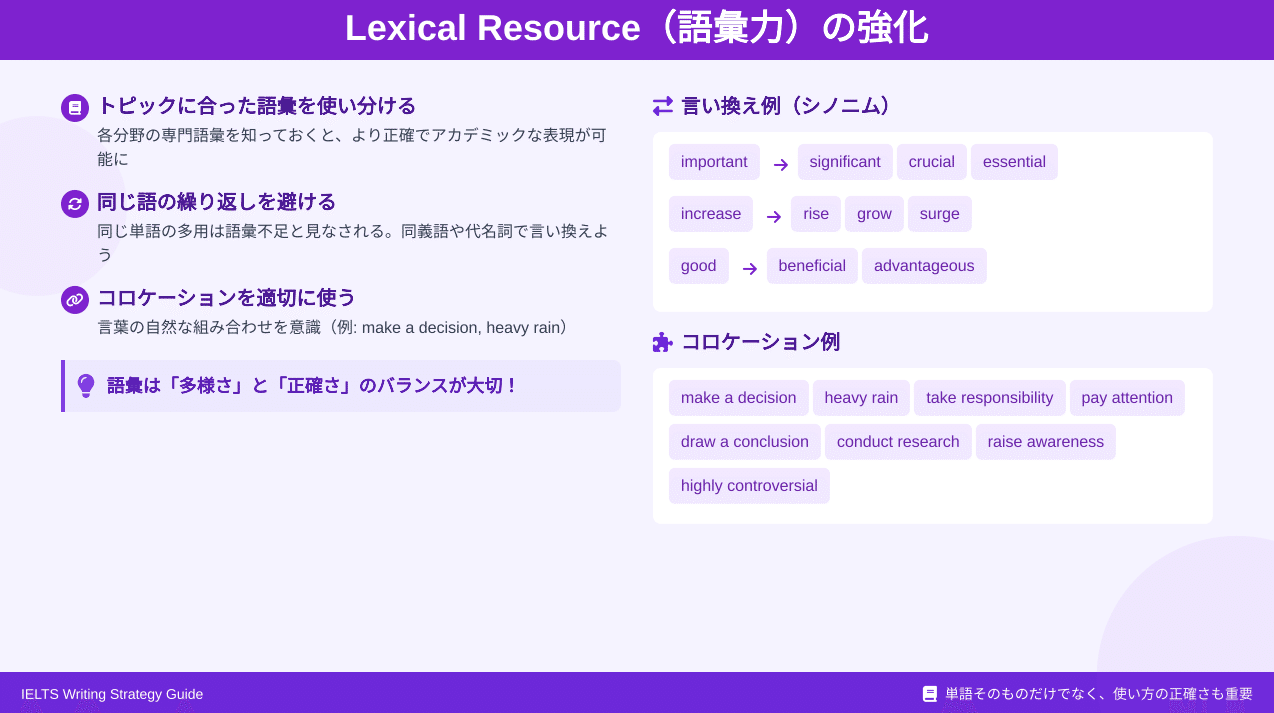 Lexical Resource（語彙力）の強化
トピックに合った語彙を使い分ける
各分野の専門語彙を知っておくと、より正確でアカデミックな表現が可
能に
同じ語の繰り返しを避ける
同じ単語の多用は語彙不足と見なされる。同義語や代名詞で言い換えよ
う
コロケーションを適切に使う
言葉の自然な組み合わせを意識（例: make a decision, heavy rain）
語彙は「多様さ」と「正確さ」のバランスが大切！
言い換え例（シノニム）
important → significant crucial essential
increase → rise grow surge
good → beneficial advantageous
コロケーション例
make a decision heavy rain take responsibility pay attention
draw a conclusion conduct research raise awareness
highly controversial
IELTS Writing Strategy Guide
単語そのものだけでなく、使い方の正確さも重要